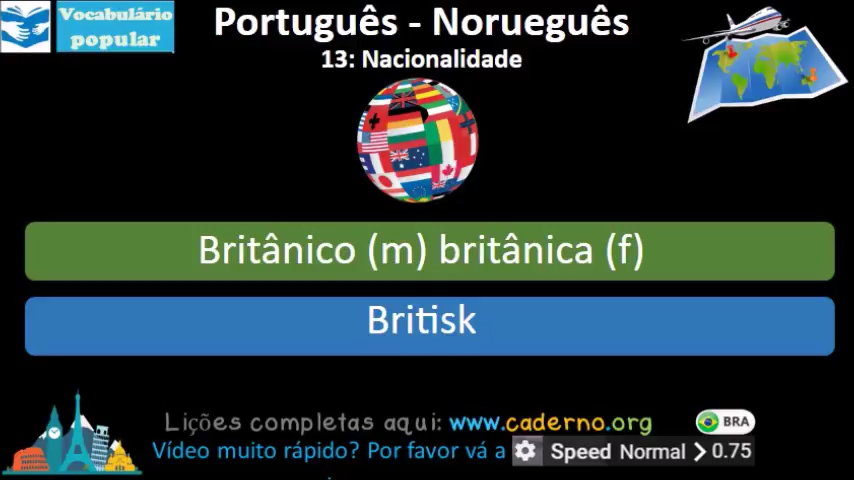 Vocabulário
popular
Português - Norueguês
13: Nacionalidade
Britânico (m) britânica (f)
Britisk
Lições completas aqui: www.caderno.org
BRA
Vídeo muito rápido? Por favor vá a Speed Normal > 0.75